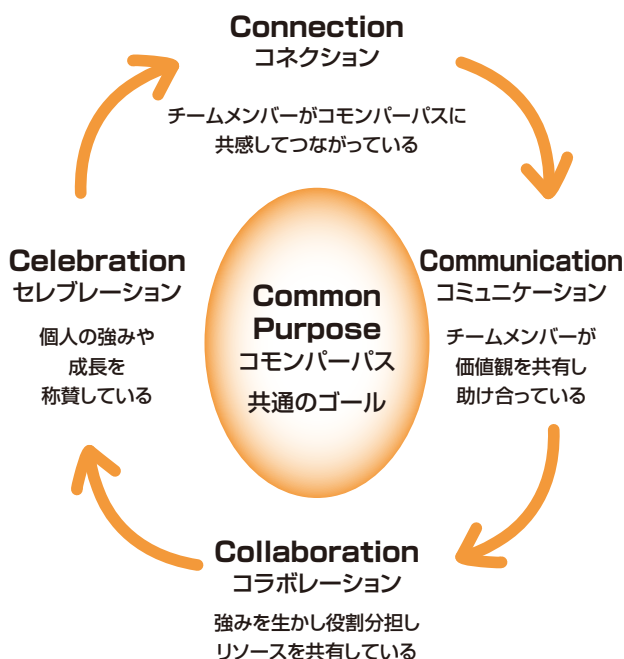 Connection
コネクション
チームメンバーがコモンパーパスに
共感してつながっている
Celebration
セレブレーション
個人の強みや
成長を
称賛している
Common
Purpose
コモンパーパス
共通のゴール
Communication
コミュニケーション
チームメンバーが
価値観を共有し
助け合っている
Collaboration
コラボレーション
強みを生かし役割分担し
リソースを共有している